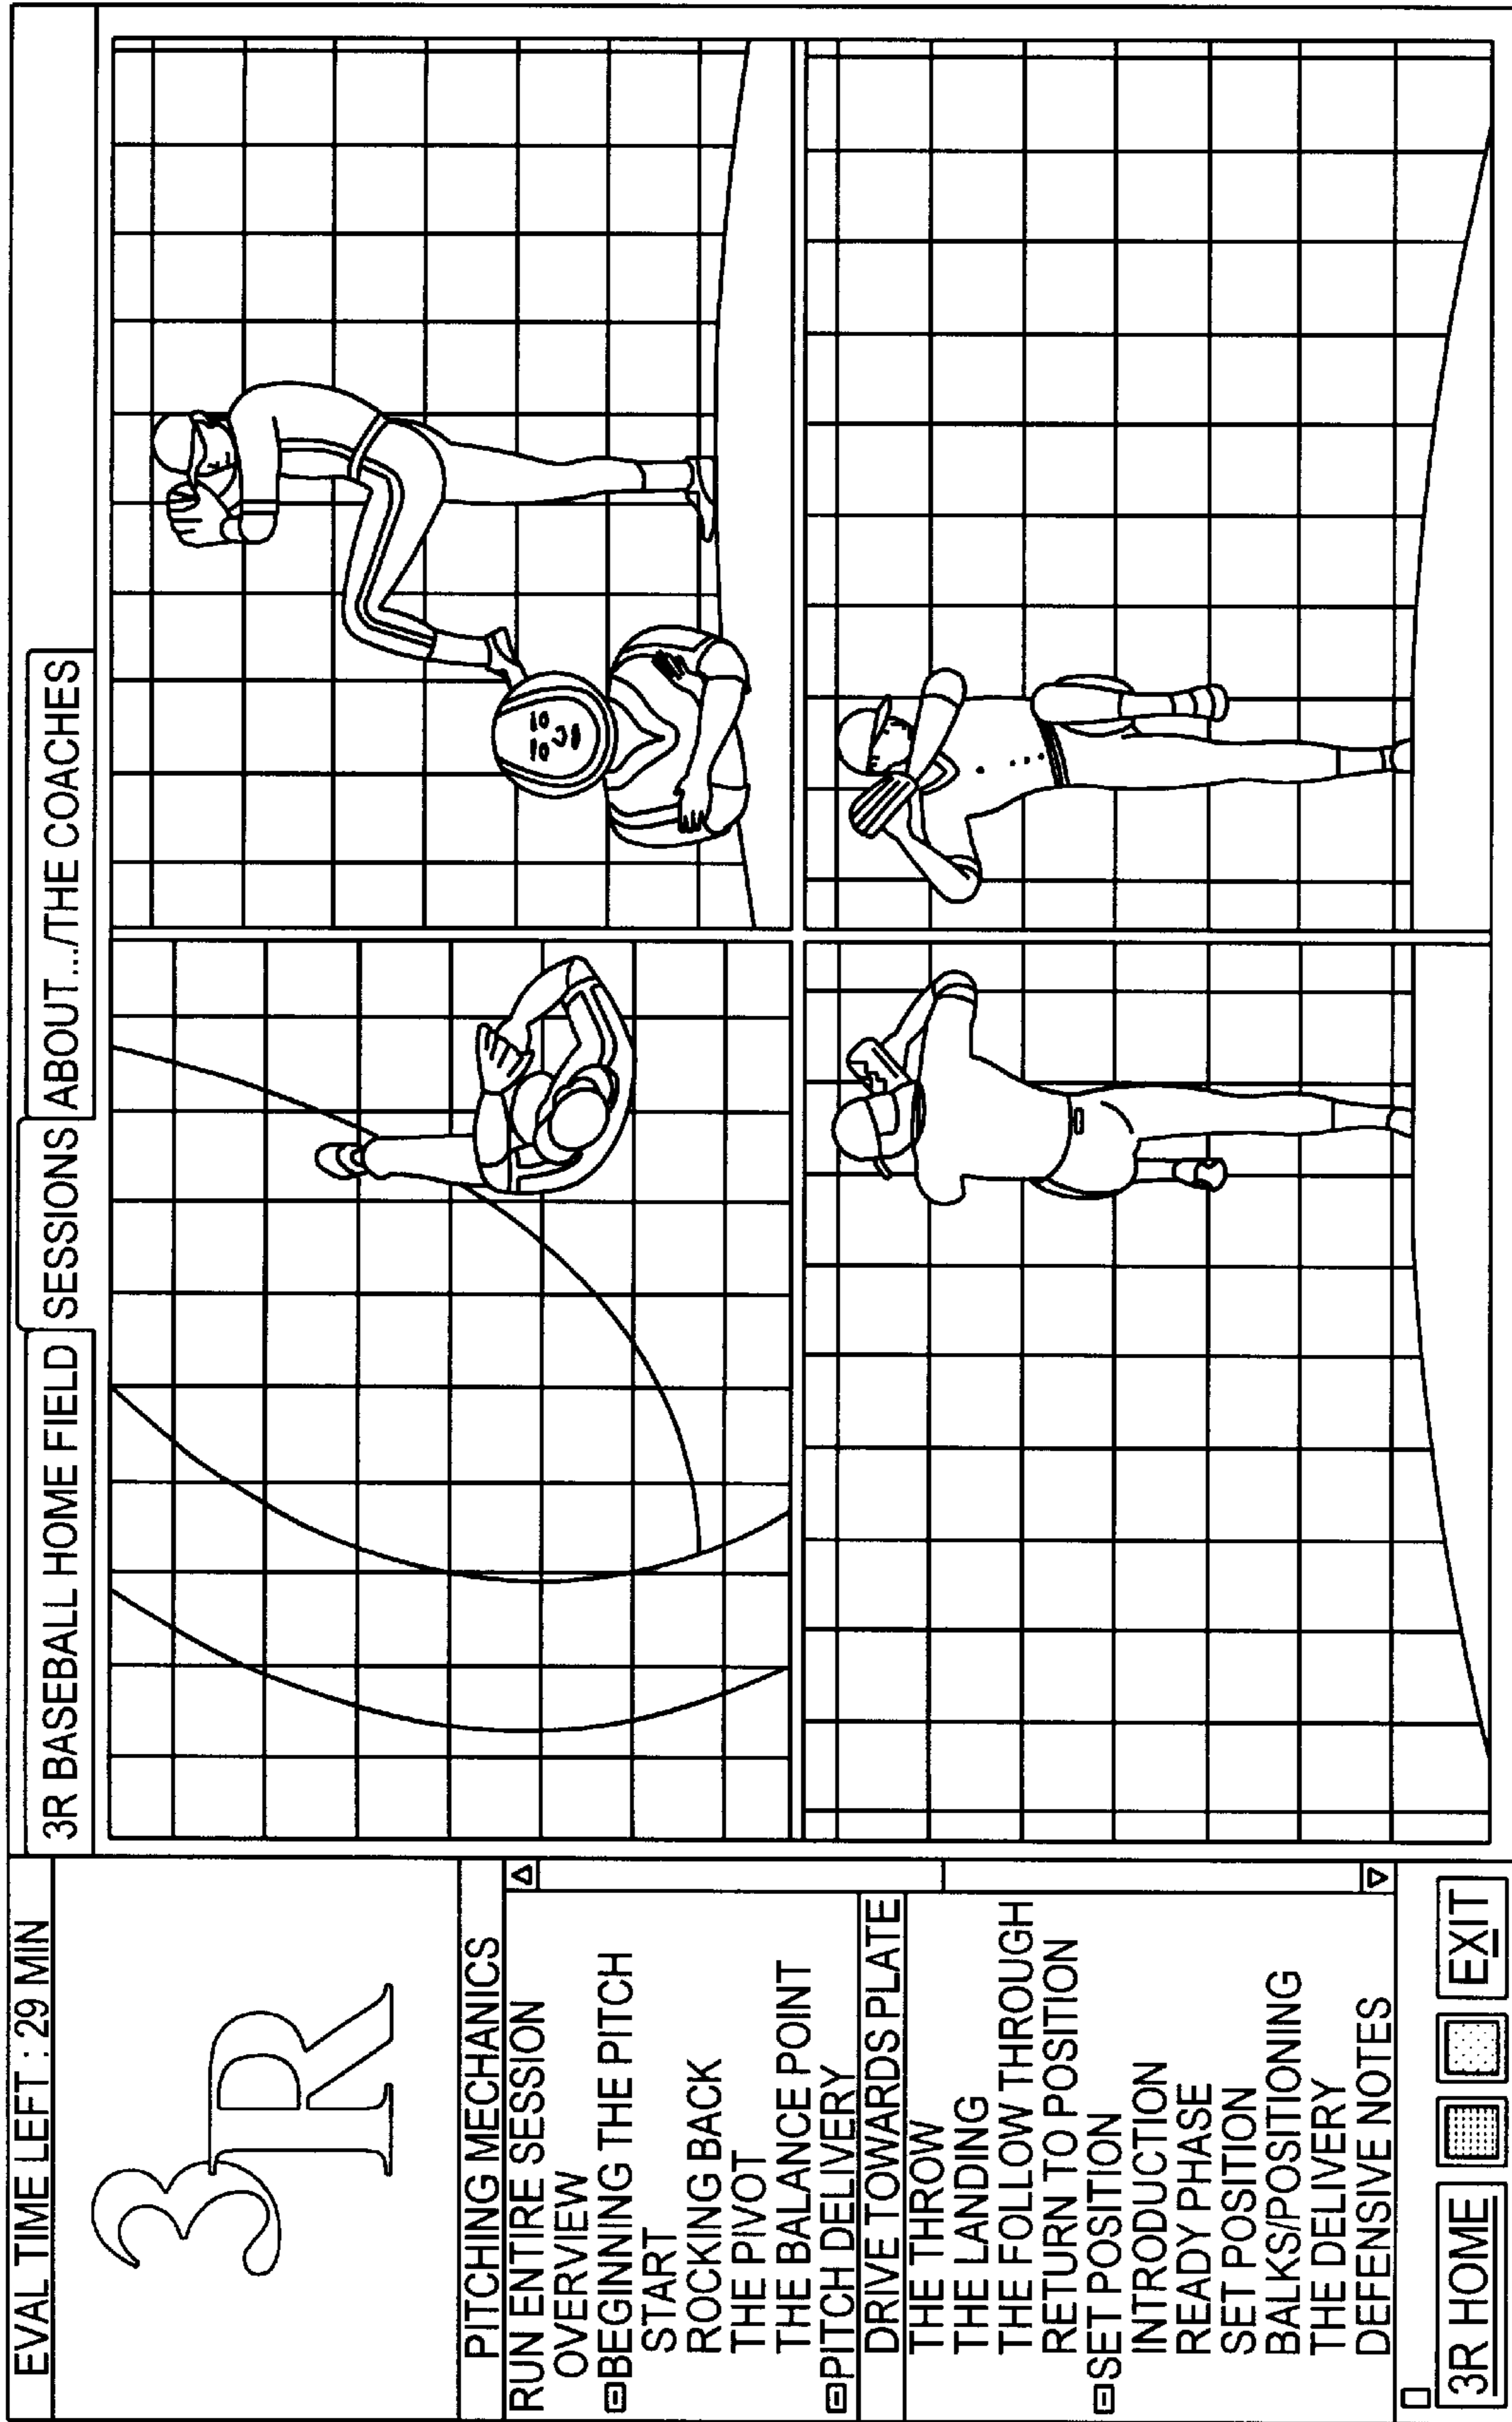 EVAL TIME LEFT : 29 MIN
3R
PITCHING MECHANICS
RUN ENTIRE SESSION
OVERVIEW
BEGINNING THE PITCH
START
ROCKING BACK
THE PIVOT
THE BALANCE POINT
PITCH DELIVERY
DRIVE TOWARDS PLATE
THE THROW
THE LANDING
THE FOLLOW THROUGH
RETURN TO POSITION
SET POSITION
INTRODUCTION
READY PHASE
SET POSITION
BALKS/POSITIONING
THE DELIVERY
DEFENSIVE NOTES
3R HOME
EXIT
3R BASEBALL HOME FIELD
SESSIONS
ABOUT.../THE COACHES